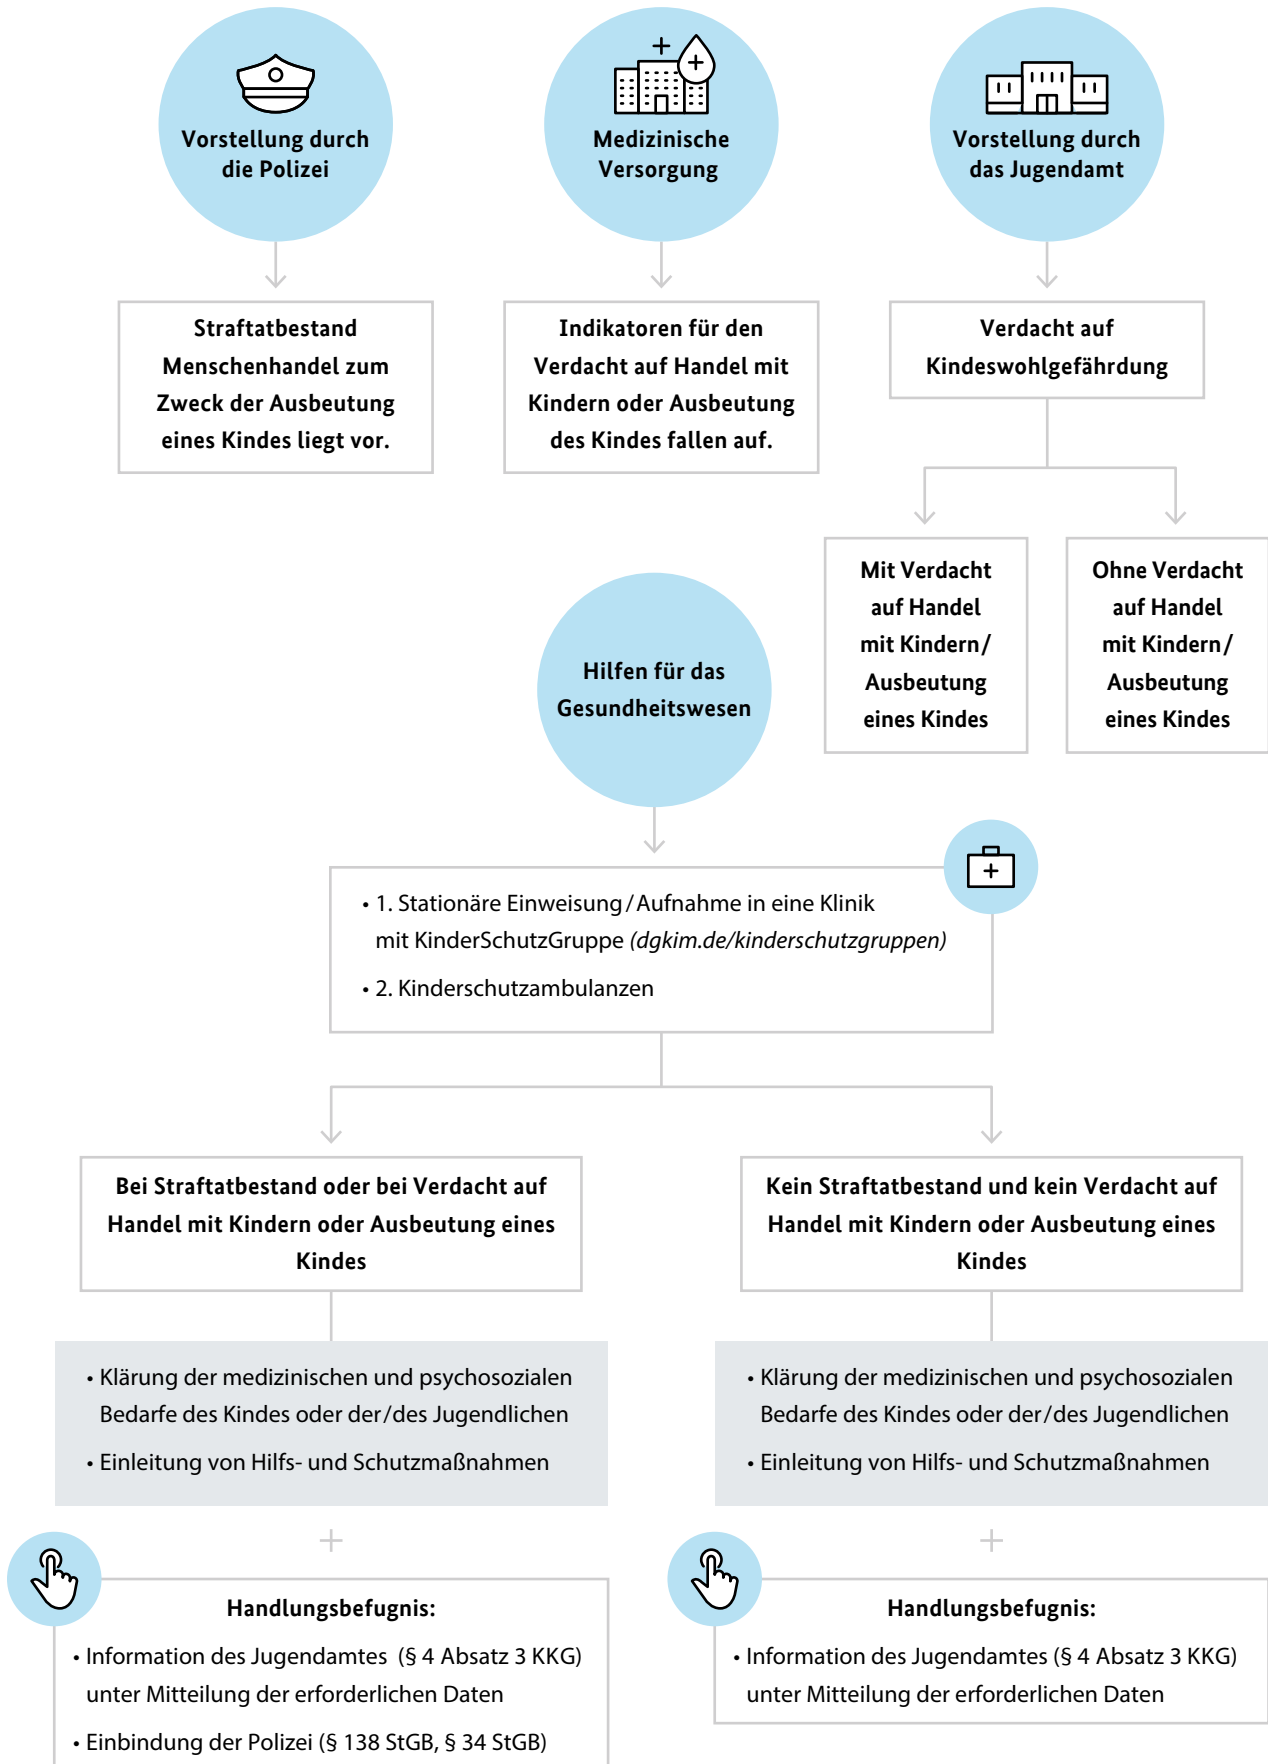 Vorstellung durch
die Polizei
Medizinische
Versorgung
Vorstellung durch
das Jugendamt
Straftatbestand
Menschenhandel zum
Zweck der Ausbeutung
eines Kindes liegt vor.
Indikatoren für den
Verdacht auf Handel mit
Kindern oder Ausbeutung
des Kindes fallen auf.
Verdacht auf
Kindeswohlgefährdung
Mit Verdacht
auf Handel
mit Kindern/
Ausbeutung
eines Kindes
Ohne Verdacht
auf Handel
mit Kindern/
Ausbeutung
eines Kindes
Hilfen für das
Gesundheitswesen
• 1. Stationäre Einweisung/Aufnahme in eine Klinik
mit KinderSchutzGruppe (dgkim.de/kinderschutzgruppen)
• 2. Kinderschutzambulanzen
Bei Straftatbestand oder bei Verdacht auf
Handel mit Kindern oder Ausbeutung eines
Kindes
Kein Straftatbestand und kein Verdacht auf
Handel mit Kindern oder Ausbeutung eines
Kindes
• Klärung der medizinischen und psychosozialen
Bedarfe des Kindes oder der/des Jugendlichen
• Einleitung von Hilfs- und Schutzmaßnahmen
• Klärung der medizinischen und psychosozialen
Bedarfe des Kindes oder der/des Jugendlichen
• Einleitung von Hilfs- und Schutzmaßnahmen
Handlungsbefugnis:
• Information des Jugendamtes (§ 4 Absatz 3 KKG)
unter Mitteilung der erforderlichen Daten
• Einbindung der Polizei (§ 138 StGB, § 34 StGB)
Handlungsbefugnis:
• Information des Jugendamtes (§ 4 Absatz 3 KKG)
unter Mitteilung der erforderlichen Daten